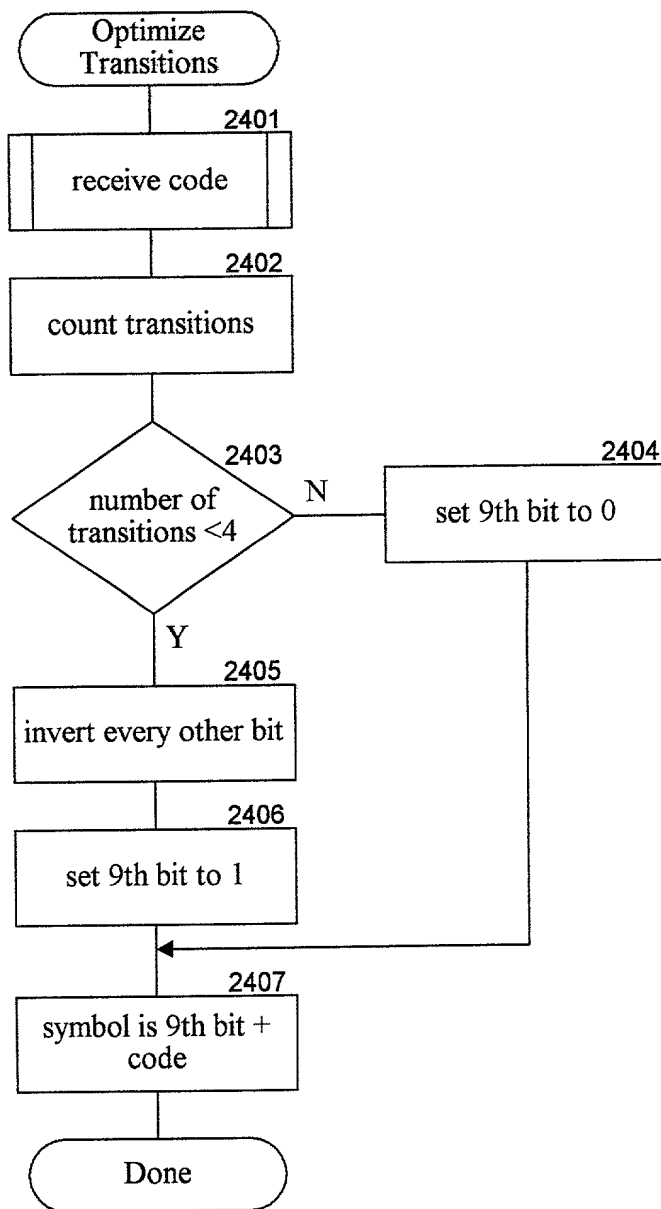 Optimize
Transitions
2401
receive code
2402
count transitions
2403
number of
transitions <4
N
2404
set 9th bit to 0
Y
2405
invert every other bit
2406
set 9th bit to 1
2407
symbol is 9th bit +
code
Done